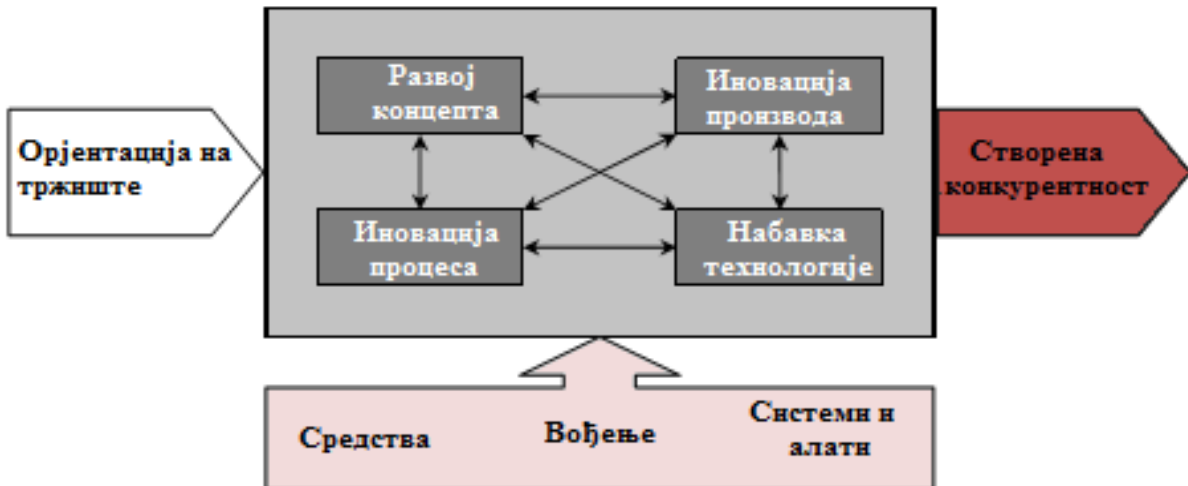 Развој
концепта
Иновација
производа
Орјентација на
тржиште
Створена
конкурентност
Иновација
процеса
Набавка
технологије
Средства
Вођење
Системи и
алати